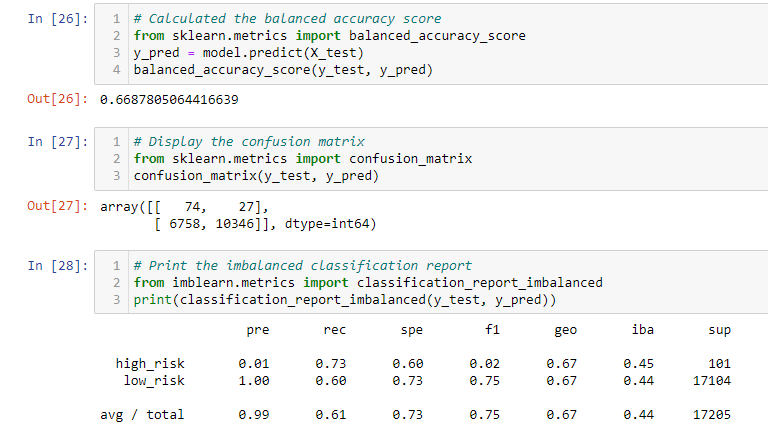 In [26]: 1 # Calculated the balanced accuracy score
2 from sklearn.metrics import balanced_accuracy_score
3 y_pred = model.predict(X_test)
4 balanced_accuracy_score(y_test, y_pred)
Out[26]: 0.6687805064416639
In [27]: 1 # Display the confusion matrix
2 from sklearn.metrics import confusion_matrix
3 confusion_matrix(y_test, y_pred)
Out[27]: array([[   74,    27],
       [ 6758, 10346]], dtype=int64)
In [28]: 1 # Print the imbalanced classification report
2 from imblearn.metrics import classification_report_imbalanced
3 print(classification_report_imbalanced(y_test, y_pred))
pre rec spe f1 geo iba sup
high_risk 0.01 0.73 0.60 0.02 0.67 0.45 101
low_risk 1.00 0.60 0.73 0.75 0.67 0.44 17104
avg / total 0.99 0.61 0.73 0.75 0.67 0.44 17205